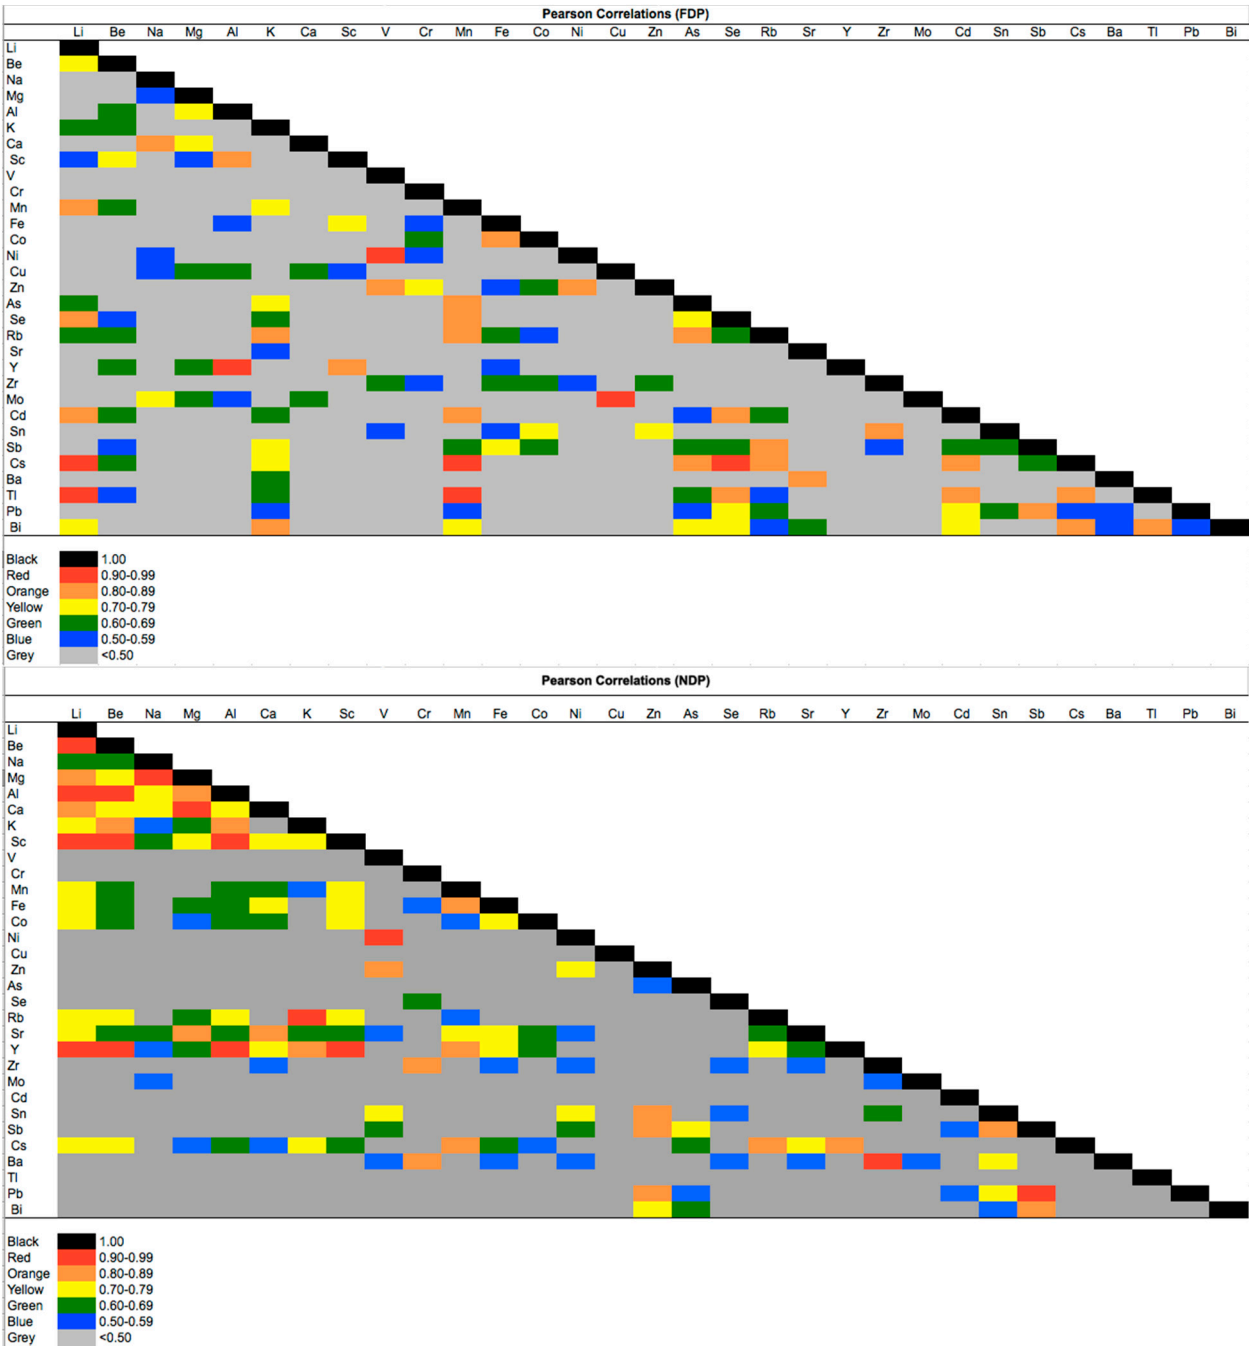 Pearson Correlations (FDP)
Li Be Na Mg Al K Ca Sc V Cr Mn Fe Co Ni Cu Zn As Se Rb Sr Y Zr Mo Cd Sn Sb Cs Ba Tl Pb Bi
Li
Be
Na
Mg
Al
K
Ca
Sc
V
Cr
Mn
Fe
Co
Ni
Cu
Zn
As
Se
Rb
Sr
Y
Zr
Mo
Cd
Sn
Sb
Cs
Ba
Tl
Pb
Bi
Black 1.00
Red 0.90-0.99
Orange 0.80-0.89
Yellow 0.70-0.79
Green 0.60-0.69
Blue 0.50-0.59
Grey <0.50
Pearson Correlations (NDP)
Li Be Na Mg Al Ca K Sc V Cr Mn Fe Co Ni Cu Zn As Se Rb Sr Y Zr Mo Cd Sn Sb Cs Ba Tl Pb Bi
Li
Be
Na
Mg
Al
Ca
K
Sc
V
Cr
Mn
Fe
Co
Ni
Cu
Zn
As
Se
Rb
Sr
Y
Zr
Mo
Cd
Sn
Sb
Cs
Ba
Tl
Pb
Bi
Black 1.00
Red 0.90-0.99
Orange 0.80-0.89
Yellow 0.70-0.79
Green 0.60-0.69
Blue 0.50-0.59
Grey <0.50